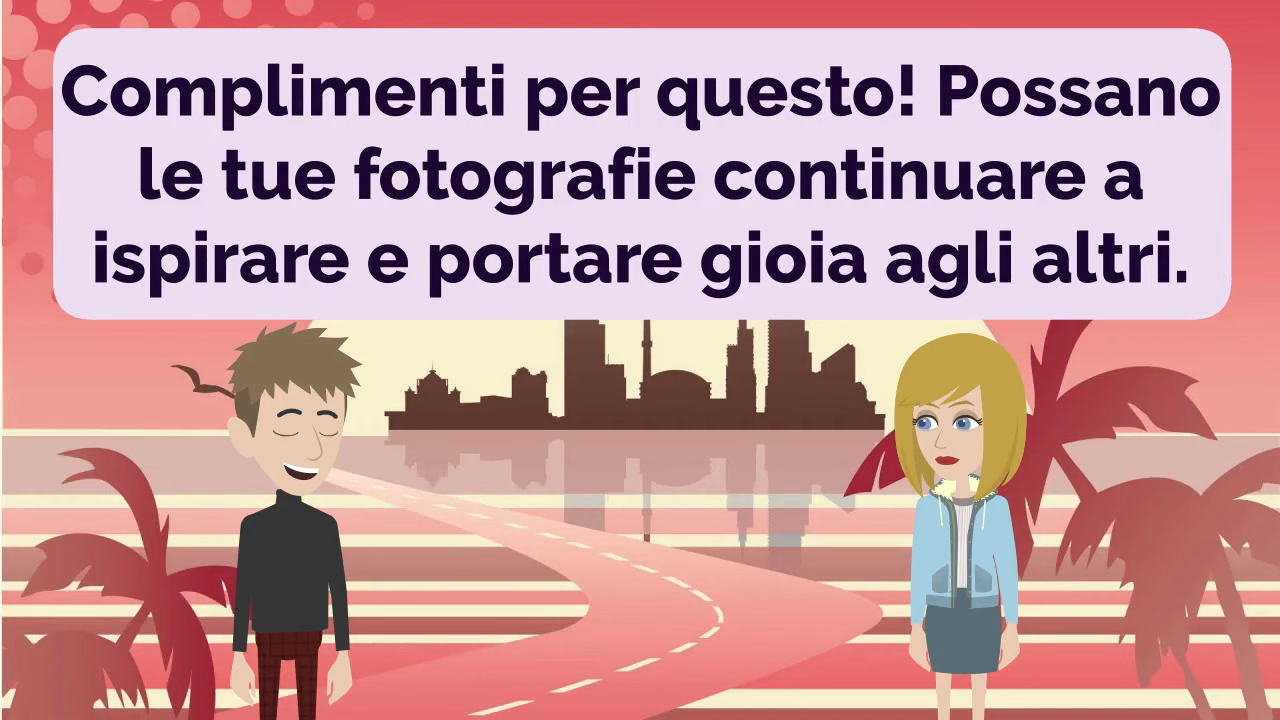 Complimenti per questo! Possano
le tue fotografie continuare a
ispirare e portare gioia agli altri.